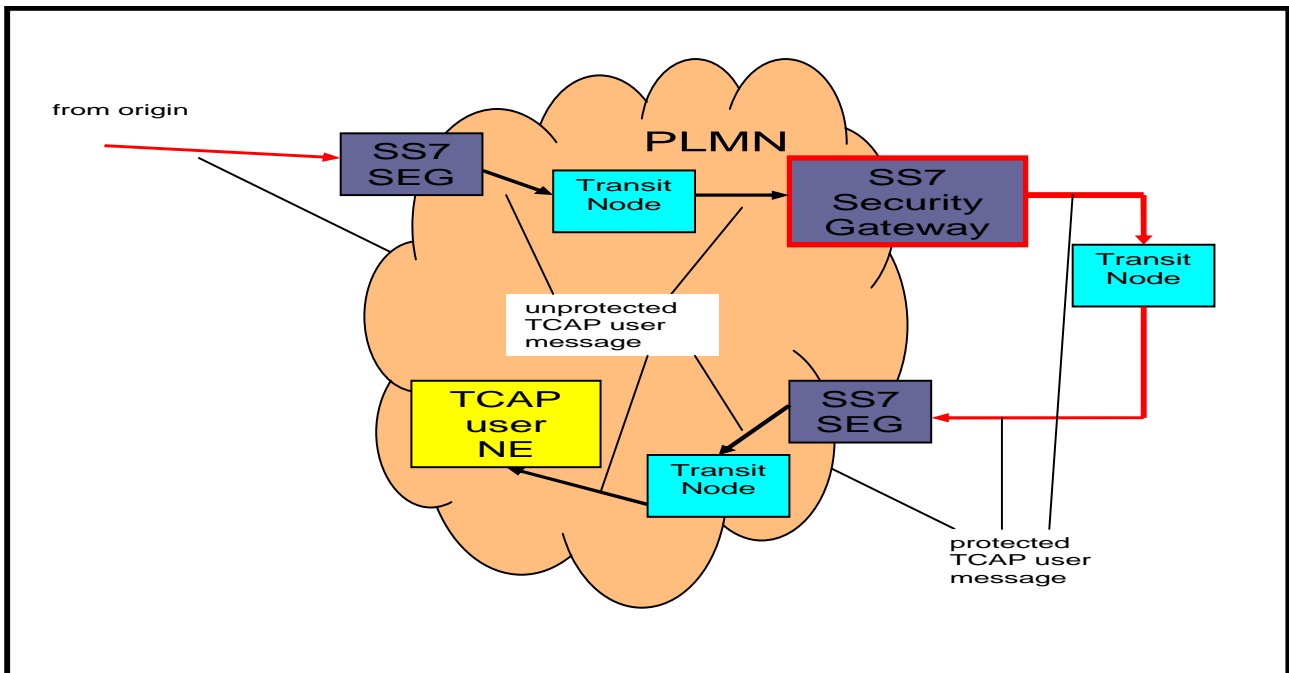 from origin
PLMN
SS7
SEG
Transit
Node
SS7
Security
Gateway
Transit
Node
unprotected
TCAP user
message
TCAP
user
NE
SS7
SEG
Transit
Node
protected
TCAP user
message